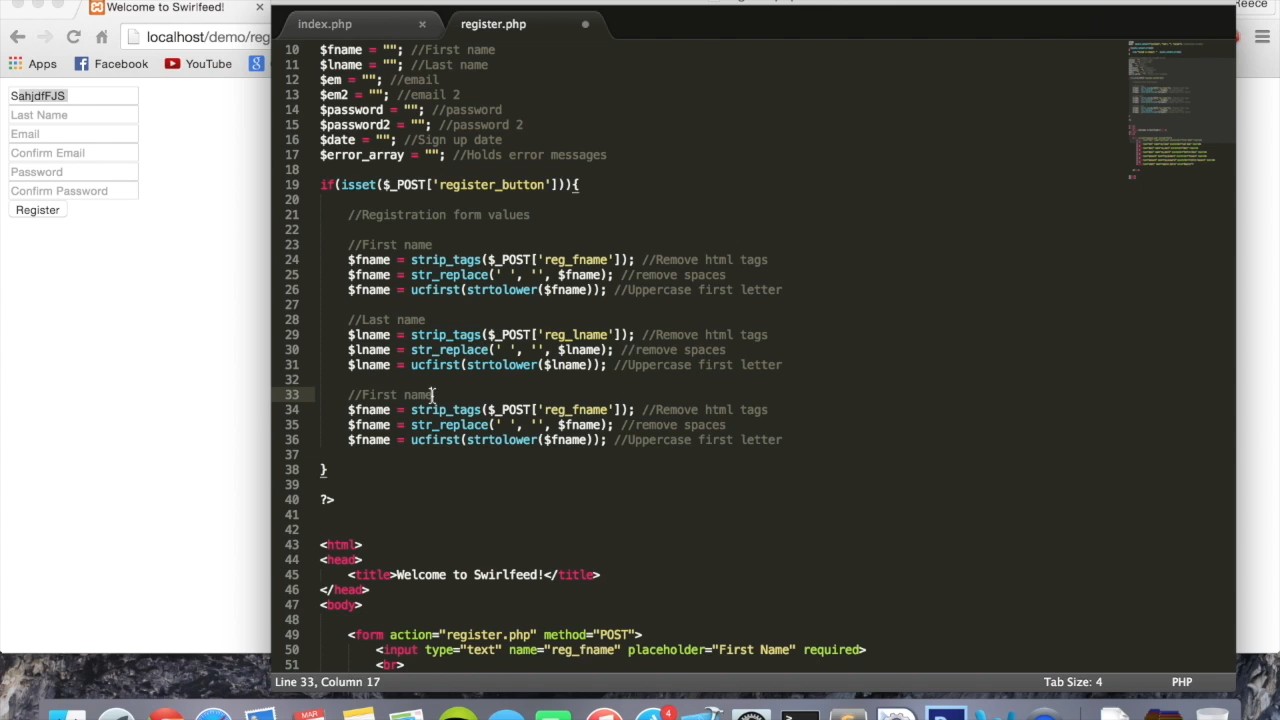 Welcome to Swirlfeed!
localhost/demo/reg
Apps Facebook YouTube
SahjdfFJS
Last Name
Email
Confirm Email
Password
Confirm Password
Register
Reece
index.php register.php
10 $fname = ""; //First name
11 $lname = ""; //Last name
12 $em = ""; //email
13 $em2 = ""; //email 2
14 $password = ""; //password
15 $password2 = ""; //password 2
16 $date = ""; //Sign up date
17 $error_array = ""; //Holds error messages
18
19 if(isset($_POST['register_button'])){
20
21 //Registration form values
22
23 //First name
24 $fname = strip_tags($_POST['reg_fname']); //Remove html tags
25 $fname = str_replace(' ', '', $fname); //remove spaces
26 $fname = ucfirst(strtolower($fname)); //Uppercase first letter
27
28 //Last name
29 $lname = strip_tags($_POST['reg_lname']); //Remove html tags
30 $lname = str_replace(' ', '', $lname); //remove spaces
31 $lname = ucfirst(strtolower($lname)); //Uppercase first letter
32
33 //First name
34 $fname = strip_tags($_POST['reg_fname']); //Remove html tags
35 $fname = str_replace(' ', '', $fname); //remove spaces
36 $fname = ucfirst(strtolower($fname)); //Uppercase first letter
37
38 }
39
40 ?>
41
42
43 <html>
44 <head>
45 <title>Welcome to Swirlfeed!</title>
46 </head>
47 <body>
48
49 <form action="register.php" method="POST">
50 <input type="text" name="reg_fname" placeholder="First Name" required>
51 <br>
Line 33, Column 17 Tab Size: 4 PHP
MAR 4